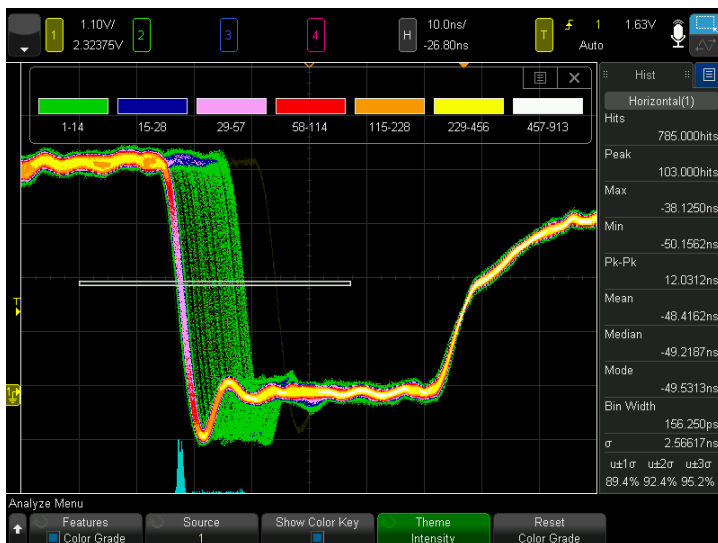 1 1.10V/ 2.32375V 2 3 4 H 10.0ns/ -26.80ns T 1 1.63V Auto
Hist
Horizontal(1)
1-14 15-28 29-57 58-114 115-228 229-456 457-913
Hits
785.000hits
Peak
103.000hits
Max
-38.1250ns
Min
-50.1562ns
Pk-Pk
12.0312ns
Mean
-48.4162ns
Median
-49.2187ns
Mode
-49.5313ns
Bin Width
156.250ps
σ
2.56617ns
u±1σ u±2σ u±3σ
89.4% 92.4% 95.2%
T
Analyze Menu
Features Source Show Color Key Theme Reset
Color Grade 1 Intensity Color Grade